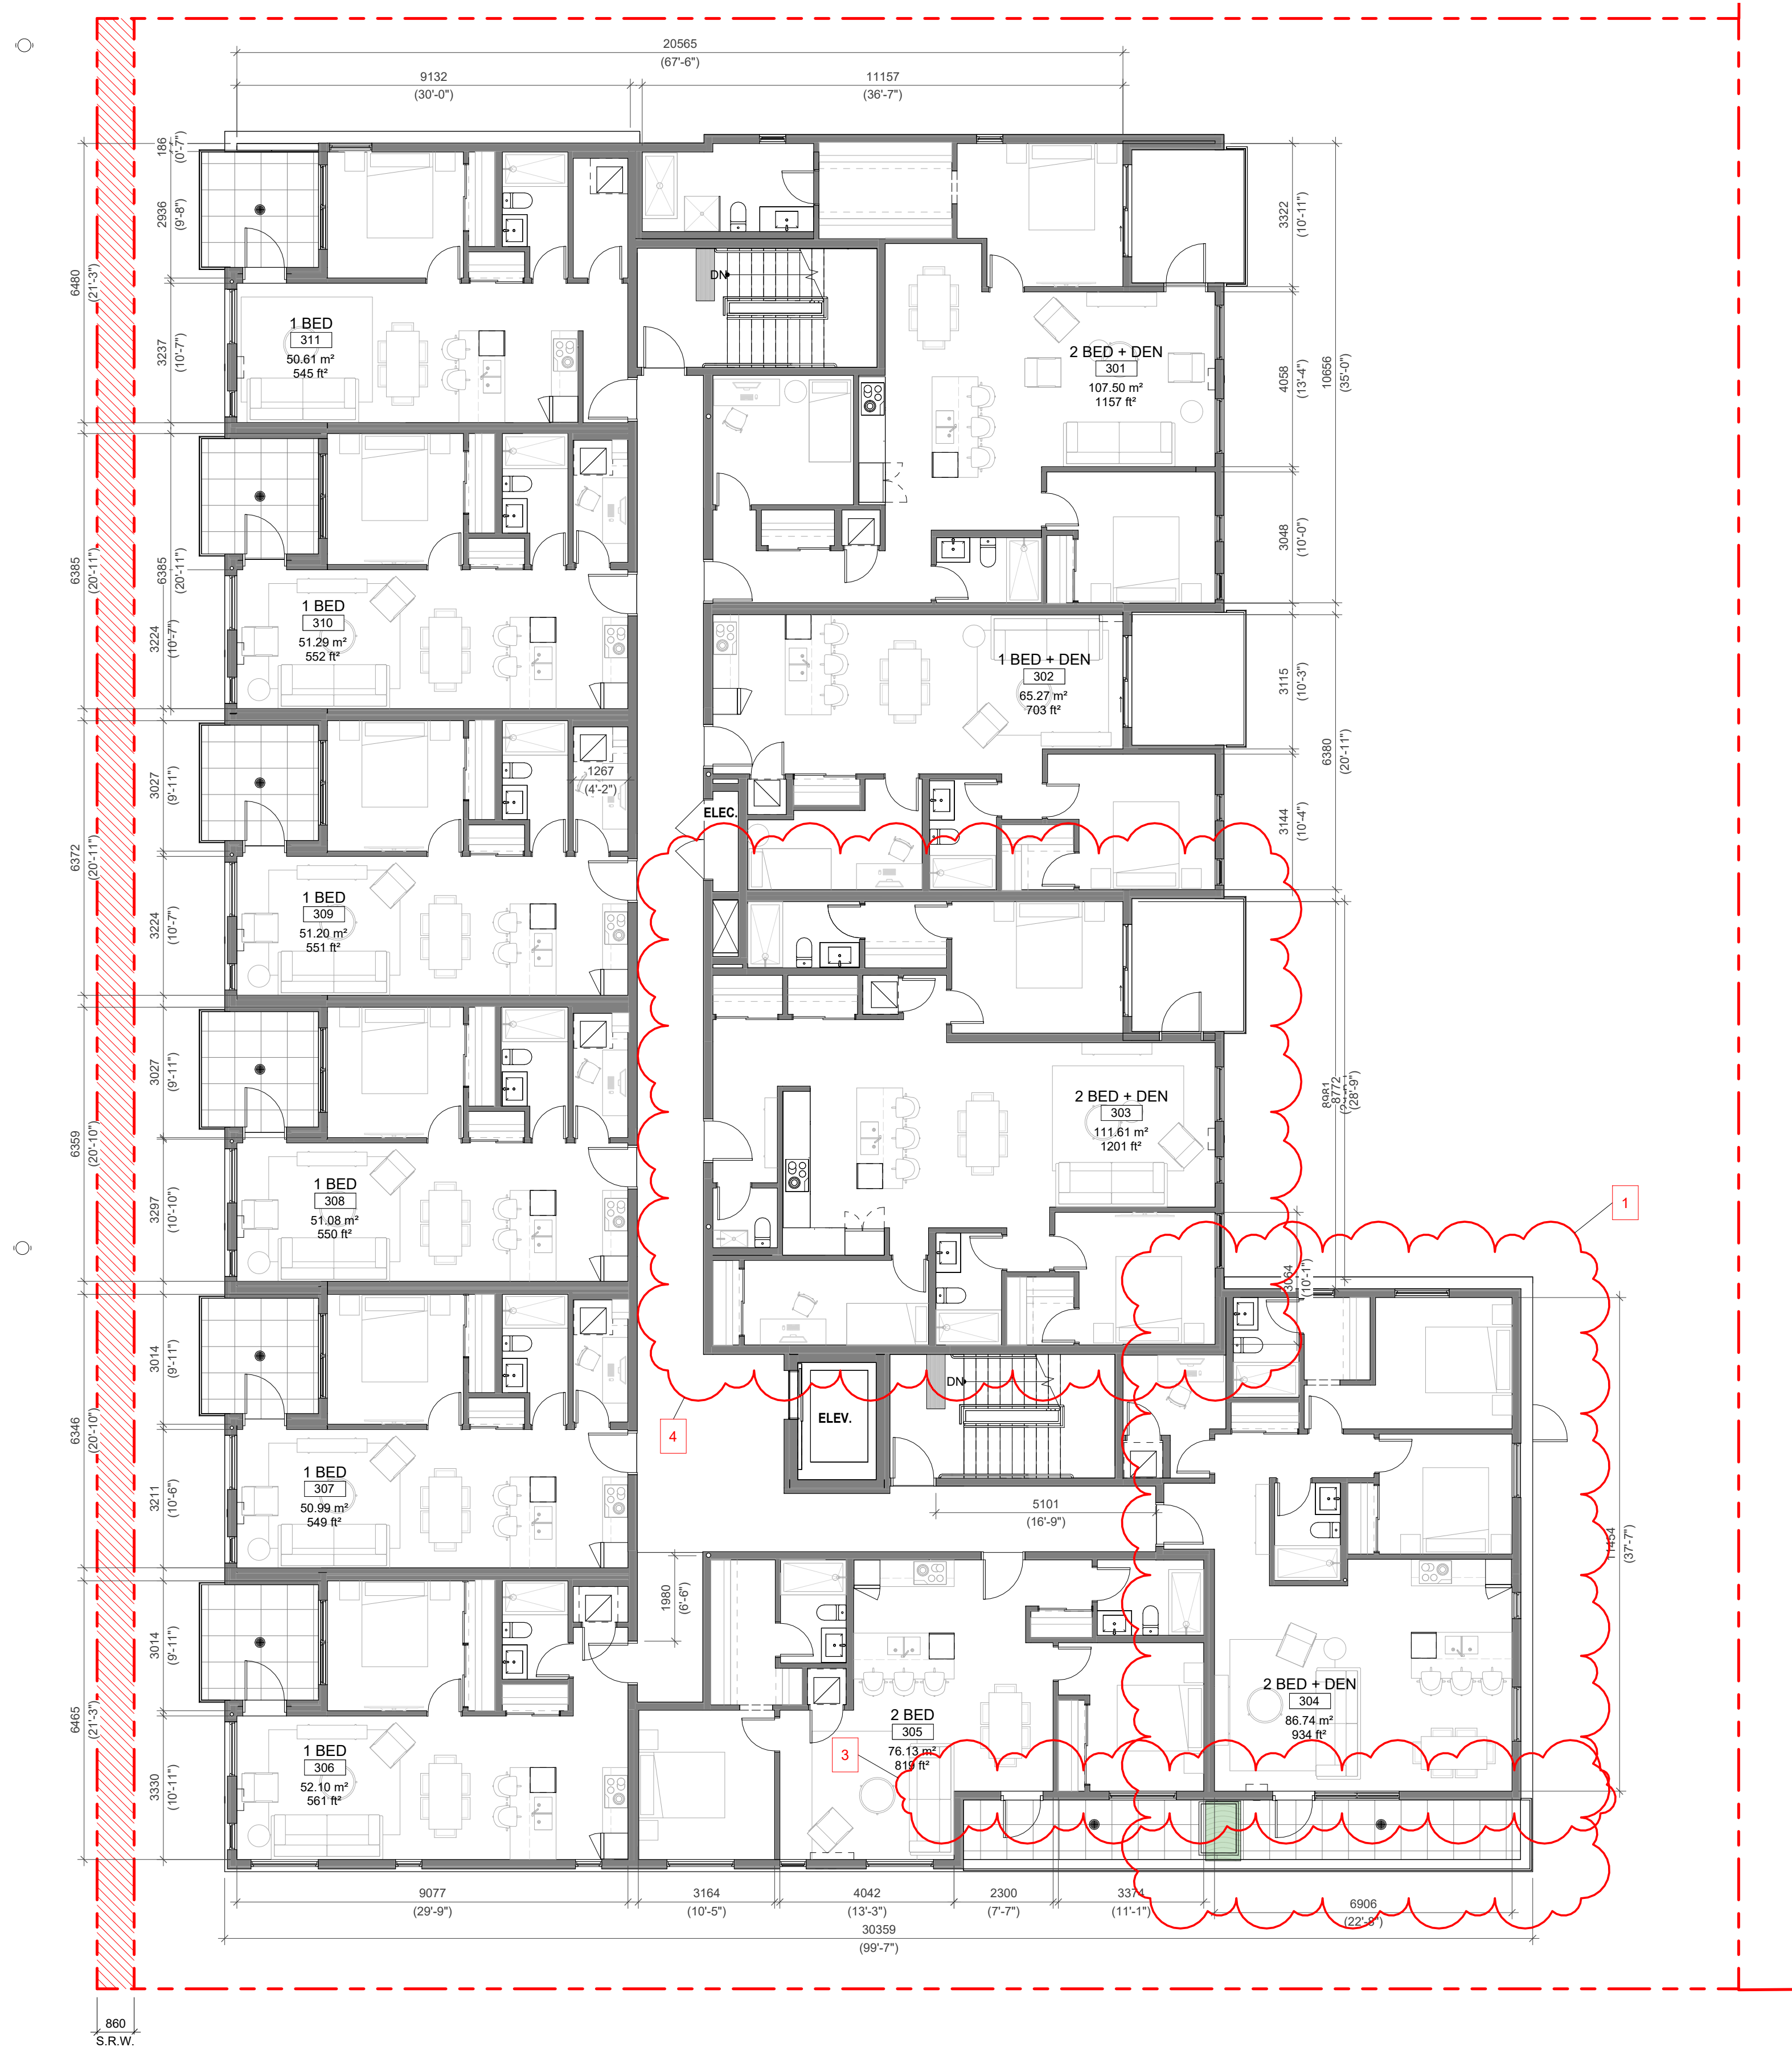 20565
(67'-6")
9132
(30'-0")
11157
(36'-7")
186
(0'-7")
2936
(9'-8")
6480
(21'-3")
3237
(10'-7")
1 BED
311
50.61 m²
545 ft²
DN
2 BED + DEN
301
107.50 m²
1157 ft²
3322
(10'-11")
4058
(13'-4")
10656
(35'-0")
3048
(10'-0")
6385
(20'-11")
6385
(20'-11")
3224
(10'-7")
1 BED
310
51.29 m²
552 ft²
1 BED + DEN
302
65.27 m²
703 ft²
3115
(10'-3")
6380
(20'-11")
3144
(10'-4")
3027
(9'-11")
1267
(4'-2")
ELEC.
6372
(20'-11")
3224
(10'-7")
1 BED
309
51.20 m²
551 ft²
3027
(9'-11")
6359
(20'-10")
3297
(10'-10")
1 BED
308
51.08 m²
550 ft²
2 BED + DEN
303
111.61 m²
1201 ft²
8981
8772
(28'-9")
1
3064
(10'-1")
3014
(9'-11")
6346
(20'-10")
3211
(10'-6")
1 BED
307
50.99 m²
549 ft²
4
ELEV.
DN
5101
(16'-9")
11454
(37'-7")
1980
(6'-6")
3014
(9'-11")
6465
(21'-3")
3330
(10'-11")
1 BED
306
52.10 m²
561 ft²
2 BED
305
76.13 m²
819 ft²
3
2 BED + DEN
304
86.74 m²
934 ft²
9077
(29'-9")
3164
(10'-5")
4042
(13'-3")
2300
(7'-7")
3374
(11'-1")
6906
(22'-8")
30359
(99'-7")
860
S.R.W.